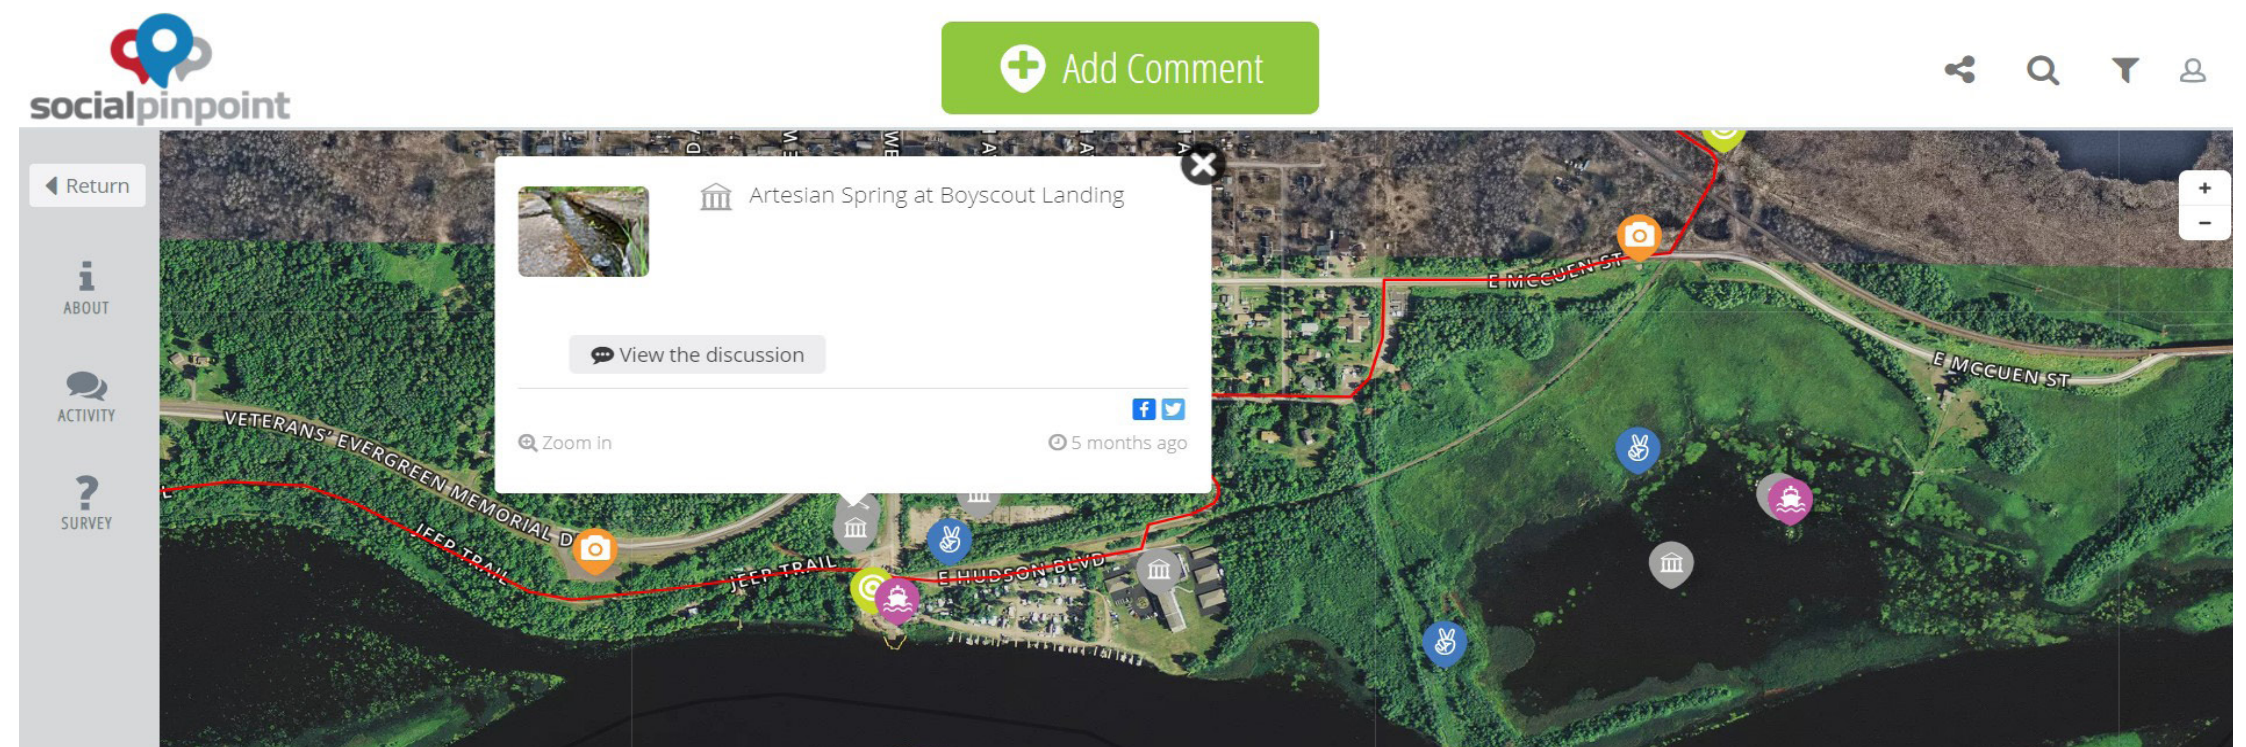 socialpinpoint
Add Comment
Return
ABOUT
ACTIVITY
SURVEY
Artesian Spring at Boyscout Landing
View the discussion
Zoom in
5 months ago
+
-
E MCCUEN ST
E MCCUEN ST
VETERANS' EVERGREEN MEMORIAL D
JEEP TRAIL
JEEP TRAIL
E HUDSON BLVD